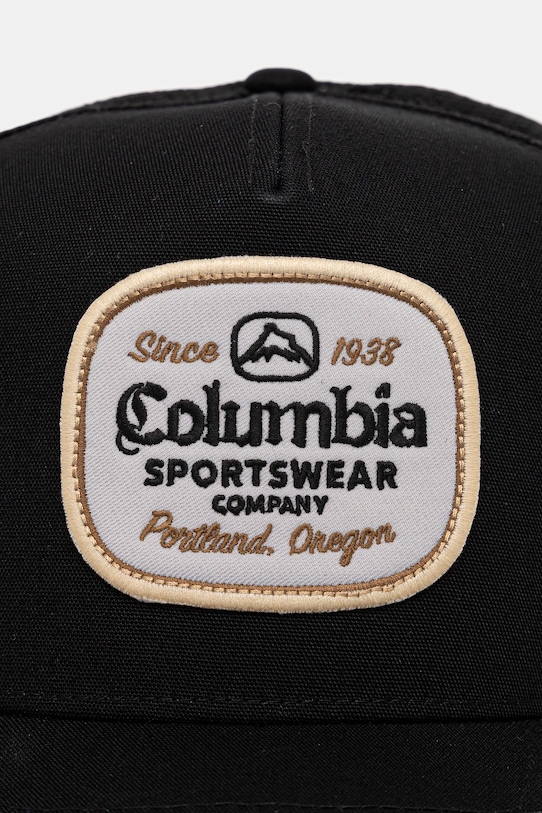 Since 1938
Columbia
SPORTSWEAR
COMPANY
Portland, Oregon